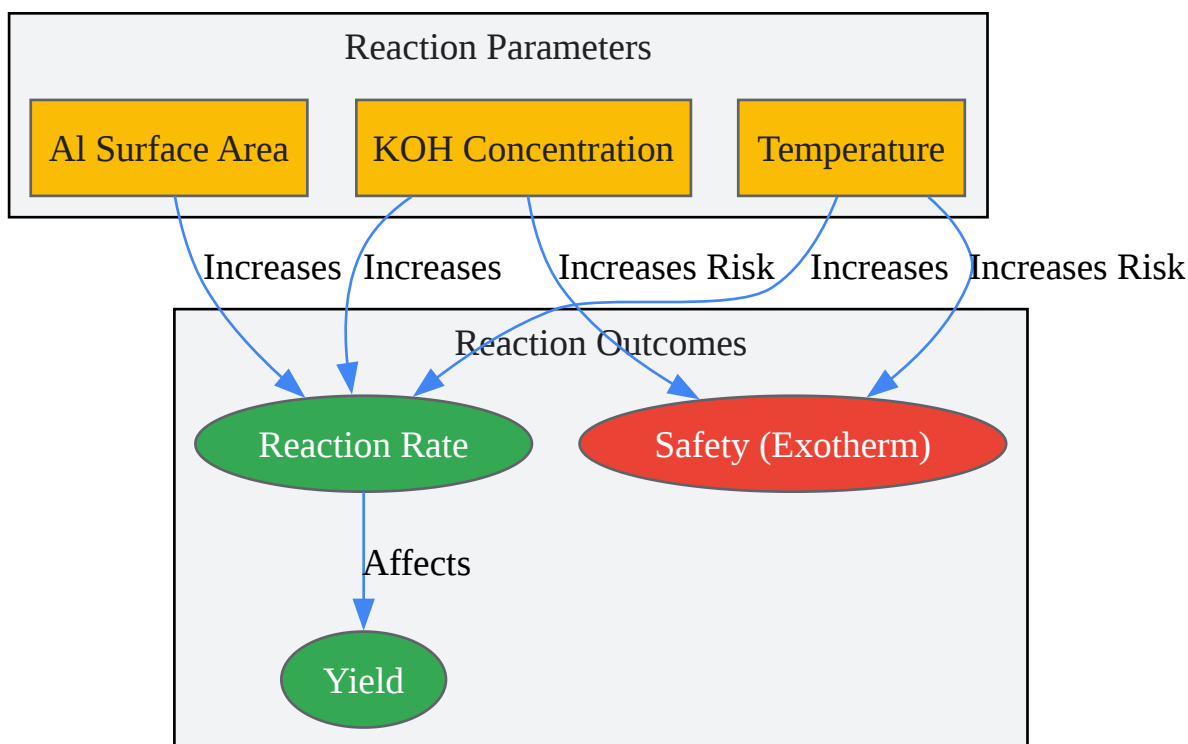 Reaction Parameters
Al Surface Area
KOH Concentration
Temperature
Increases
Increases
Increases Risk
Increases
Increases Risk
Reaction Outcomes
Reaction Rate
Safety (Exotherm)
Affects
Yield